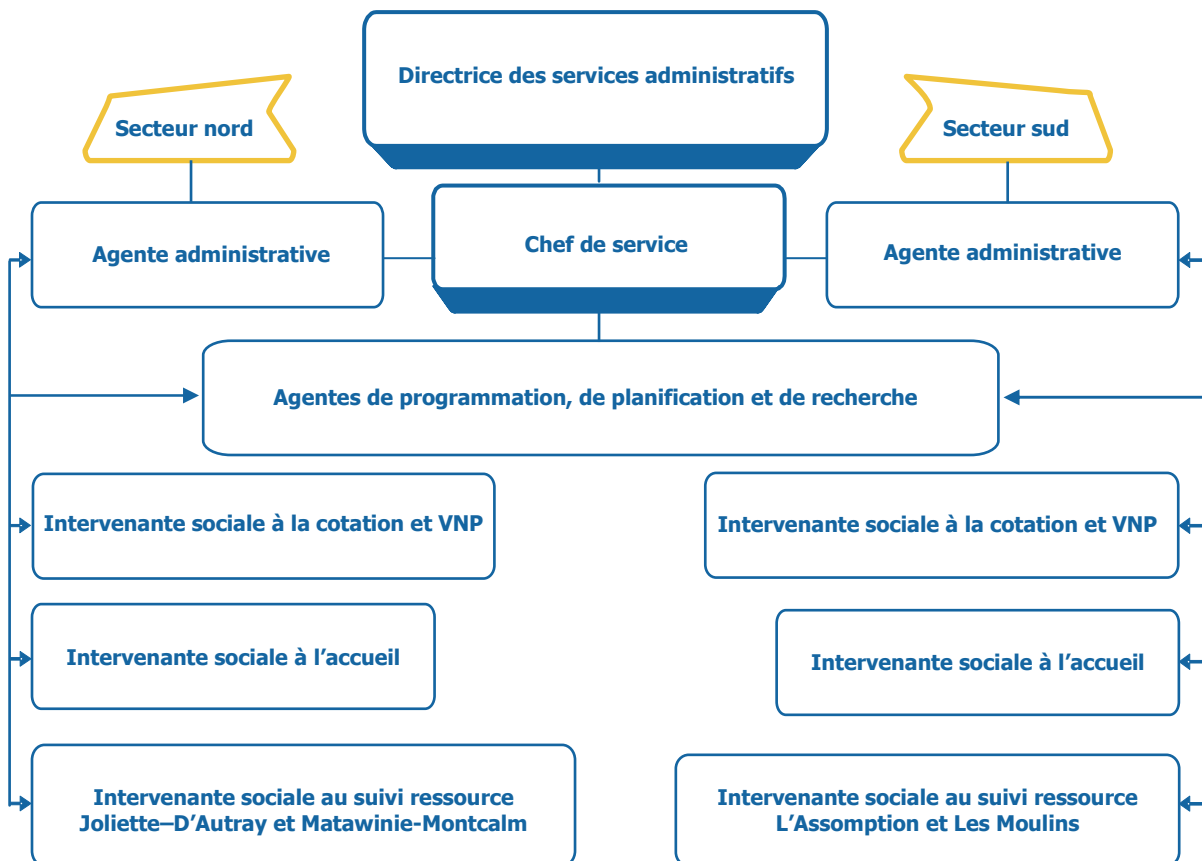 Directrice des services administratifs
Secteur nord
Secteur sud
Agente administrative
Chef de service
Agente administrative
Agentes de programmation, de planification et de recherche
Intervenante sociale à la cotation et VNP
Intervenante sociale à la cotation et VNP
Intervenante sociale à l’accueil
Intervenante sociale à l’accueil
Intervenante sociale au suivi ressource
Joliette–D’Autray et Matawinie-Montcalm
Intervenante sociale au suivi ressource
L’Assomption et Les Moulins